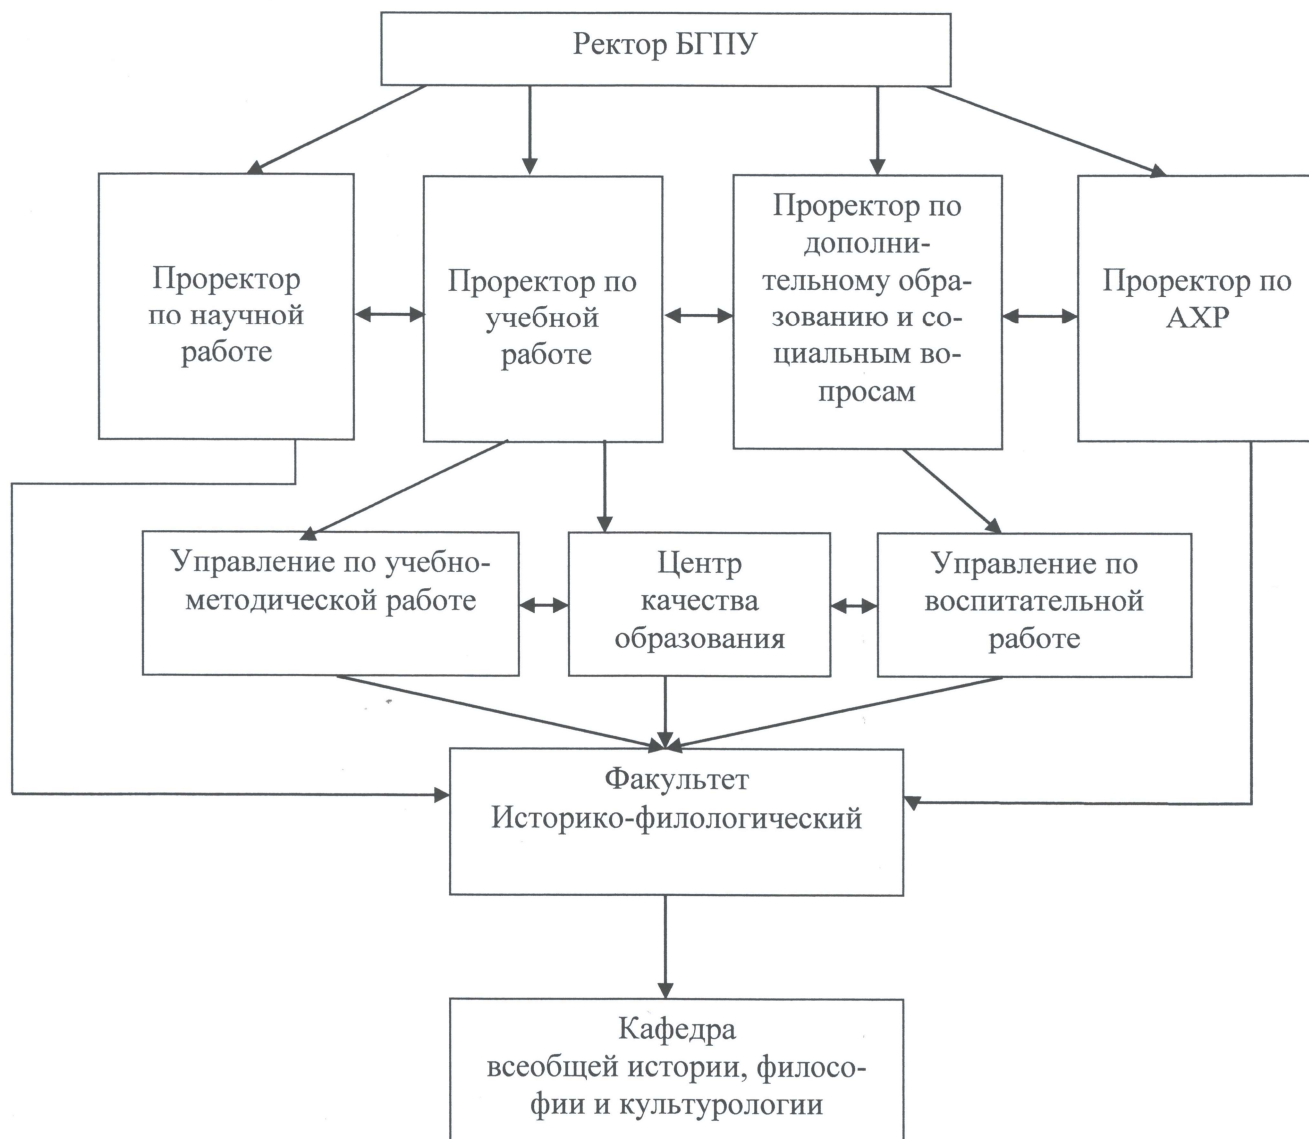 Ректор БГПУ
Проректор
по научной
работе
Проректор по
учебной
работе
Проректор по
дополни-
тельному обра-
зованию и со-
циальным во-
просам
Проректор по
АХР
Управление по учебно-
методической работе
Центр
качества
образования
Управление по
воспитательной
работе
Факультет
Историко-филологический
Кафедра
всеобщей истории, филосо-
фии и культурологии